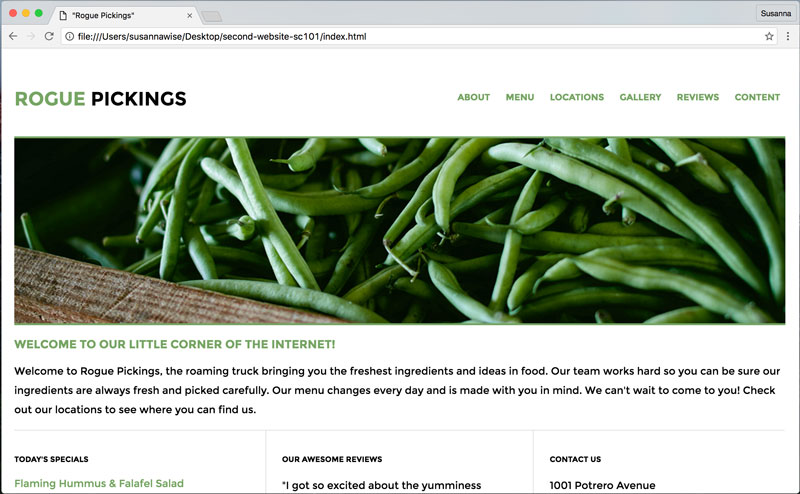 "Rogue Pickings"
Susanna
file:///Users/susannawise/Desktop/second-website-sc101/index.html
ROGUE PICKINGS
ABOUT MENU LOCATIONS GALLERY REVIEWS CONTENT
WELCOME TO OUR LITTLE CORNER OF THE INTERNET!
Welcome to Rogue Pickings, the roaming truck bringing you the freshest ingredients and ideas in food. Our team works hard so you can be sure our
ingredients are always fresh and picked carefully. Our menu changes every day and is made with you in mind. We can't wait to come to you! Check
out our locations to see where you can find us.
TODAY'S SPECIALS
Flaming Hummus & Falafel Salad
OUR AWESOME REVIEWS
"I got so excited about the yumminess
CONTACT US
1001 Potrero Avenue